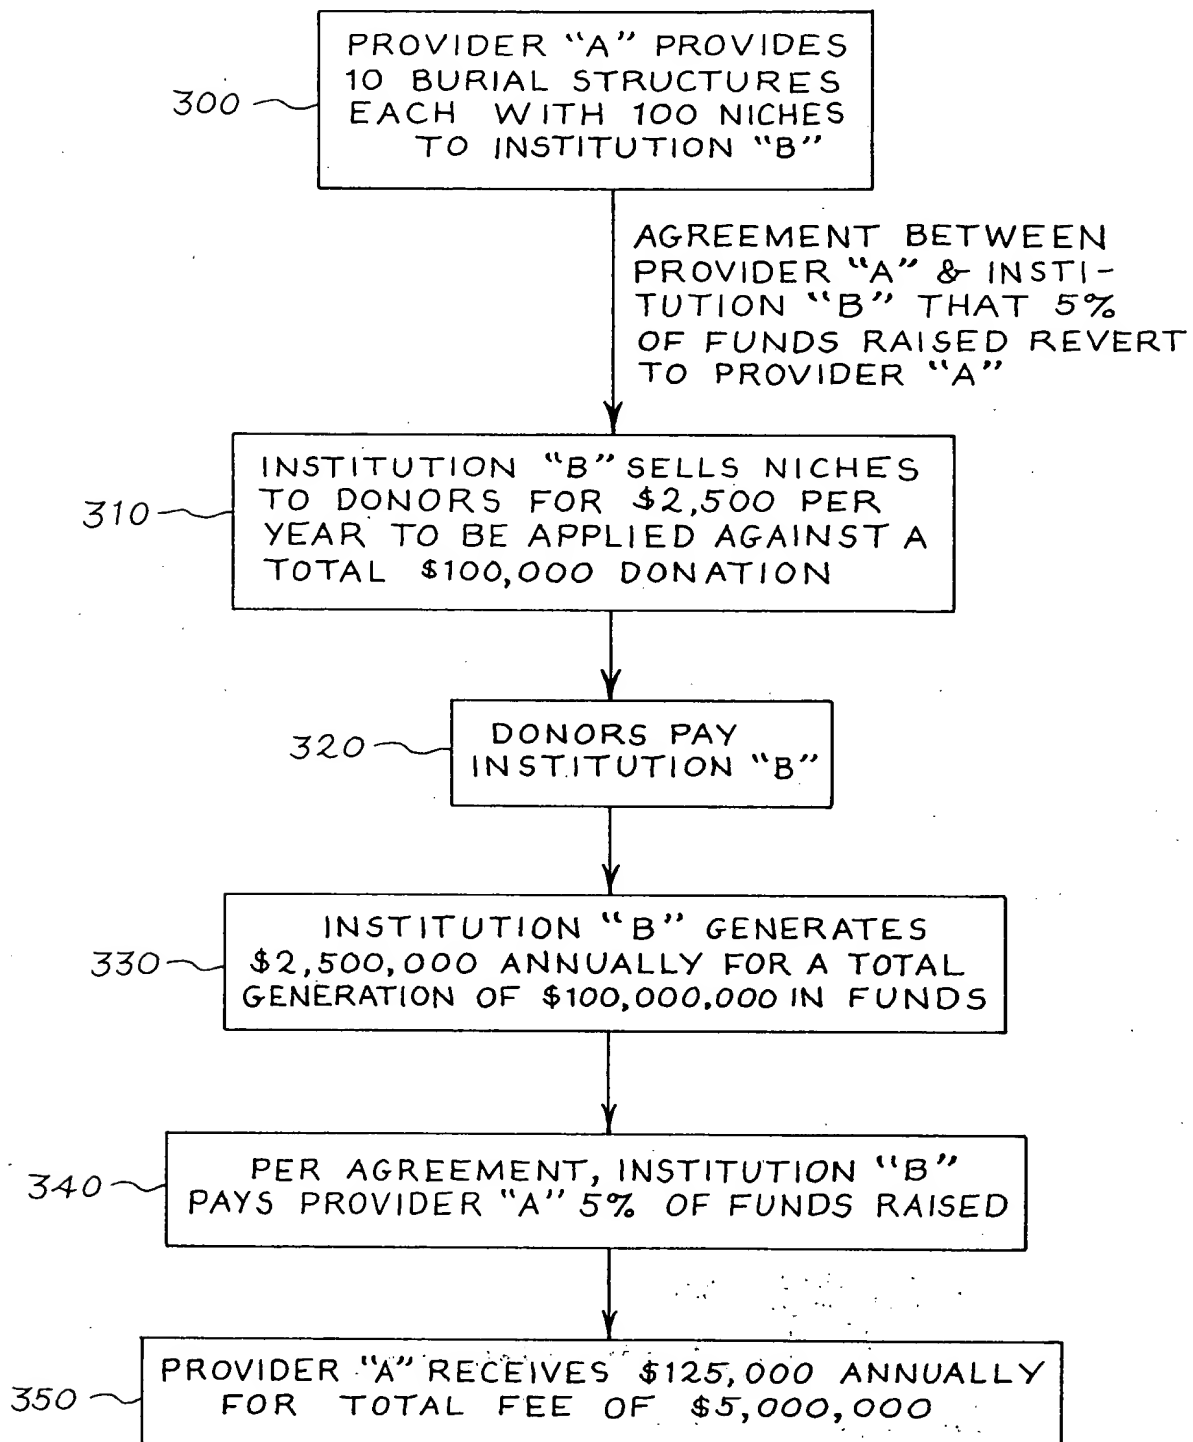 PROVIDER "A" PROVIDES
10 BURIAL STRUCTURES
EACH WITH 100 NICHES
TO INSTITUTION "B"
300
AGREEMENT BETWEEN
PROVIDER "A" & INSTI-
TUTION "B" THAT 5%
OF FUNDS RAISED REVERT
TO PROVIDER "A"
INSTITUTION "B" SELLS NICHES
TO DONORS FOR $2,500 PER
YEAR TO BE APPLIED AGAINST A
TOTAL $100,000 DONATION
310
DONORS PAY
INSTITUTION "B"
320
INSTITUTION "B" GENERATES
$2,500,000 ANNUALLY FOR A TOTAL
GENERATION OF $100,000,000 IN FUNDS
330
PER AGREEMENT, INSTITUTION "B"
PAYS PROVIDER "A" 5% OF FUNDS RAISED
340
PROVIDER "A" RECEIVES $125,000 ANNUALLY
FOR TOTAL FEE OF $5,000,000
350